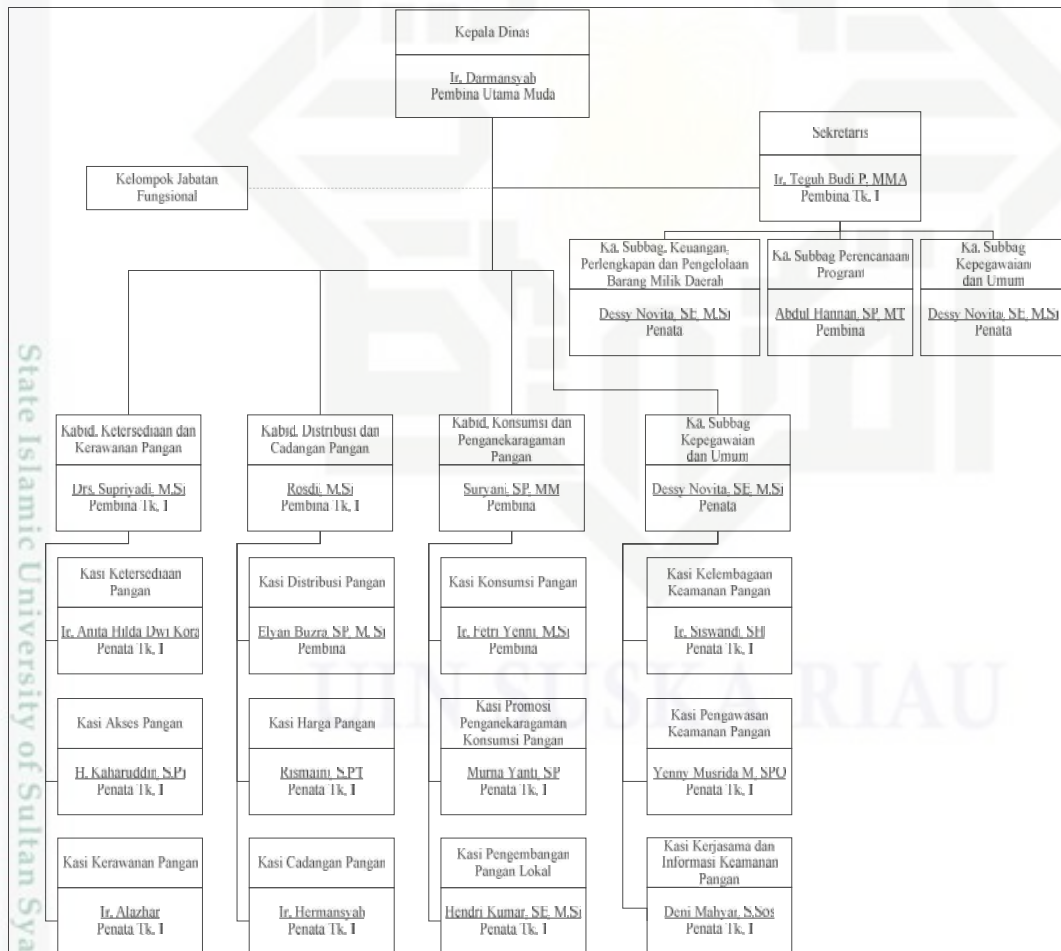 Kepala Dinas
Ir. Darmansyah
Pembina Utama Muda
Sekretaris
Ir. Teguh Budi P. MMA
Pembina Tk. I
Kelompok Jabatan
Fungsional
Ka. Subbag. Keuangan,
Perlengkapan dan Pengelolaan
Barang Milik Daerah
Dessy Novita, SE, M.Si
Penata
Ka. Subbag Perencanaan
Program
Abdul Hannan, SP, MT
Pembina
Ka. Subbag
Kepegawaian
dan Umum
Dessy Novita, SE, M.Si
Penata
Kabid. Ketersediaan dan
Kerawanan Pangan
Drs. Supriyadi, M.Si
Pembina Tk. I
Kabid. Distribusi dan
Cadangan Pangan
Rosdi, M.Si
Pembina Tk. I
Kabid. Konsumsi dan
Penganekaragaman
Pangan
Suryani, SP, MM
Pembina
Ka. Subbag
Kepegawaian
dan Umum
Dessy Novita, SE, M.Si
Penata
Kasi Ketersediaan
Pangan
Ir. Anita Hilda Dwi Kora
Penata Tk. I
Kasi Distribusi Pangan
Elyan Buzra, SP, M. Si
Pembina
Kasi Konsumsi Pangan
Ir. Fetri Yenni, M.Si
Pembina
Kasi Kelembagaan
Keamanan Pangan
Ir. Siswandi, SH
Penata Tk. I
Kasi Akses Pangan
H. Kaharuddin, S.Pi
Penata Tk. I
Kasi Harga Pangan
Rismaini, S.PT
Penata Tk. I
Kasi Promosi
Penganekaragaman
Konsumsi Pangan
Murna Yanti, SP
Penata Tk. I
Kasi Pengawasan
Keamanan Pangan
Yenny Musrida M, SPO
Penata Tk. I
Kasi Kerawanan Pangan
Ir. Alazhar
Penata Tk. I
Kasi Cadangan Pangan
Ir. Hermansyah
Penata Tk. I
Kasi Pengembangan
Pangan Lokal
Hendri Kumar, SE, M.Si
Penata Tk. I
Kasi Kerjasama dan
Informasi Keamanan
Pangan
Deni Mahyar, S.Sos
Penata Tk. I
State Islamic University of Sultan Sya
UIN SUSKA RIAU